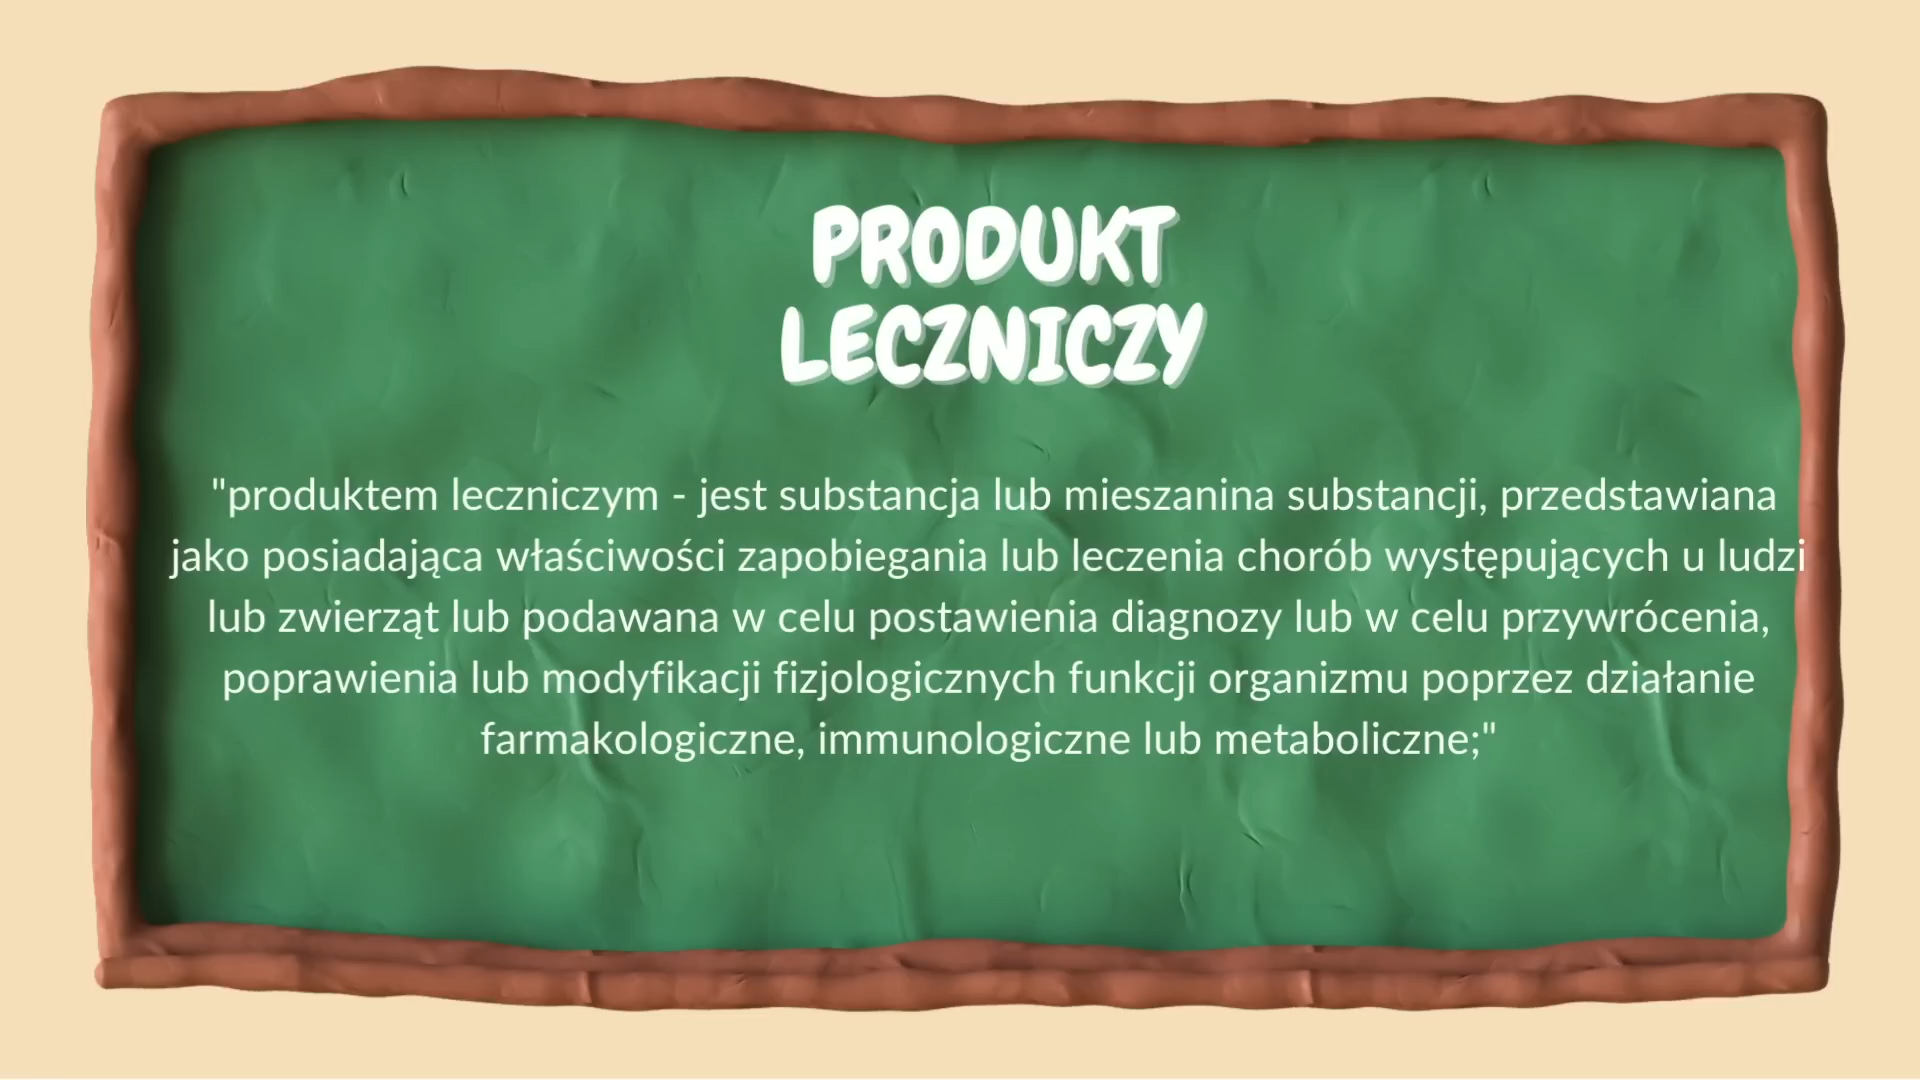 PRODUKT
LECZNICZY
"produktem leczniczym - jest substancja lub mieszanina substancji, przedstawiana
jako posiadająca właściwości zapobiegania lub leczenia chorób występujących u ludzi
lub zwierząt lub podawana w celu postawienia diagnozy lub w celu przywrócenia,
poprawienia lub modyfikacji fizjologicznych funkcji organizmu poprzez działanie
farmakologiczne, immunologiczne lub metaboliczne;"